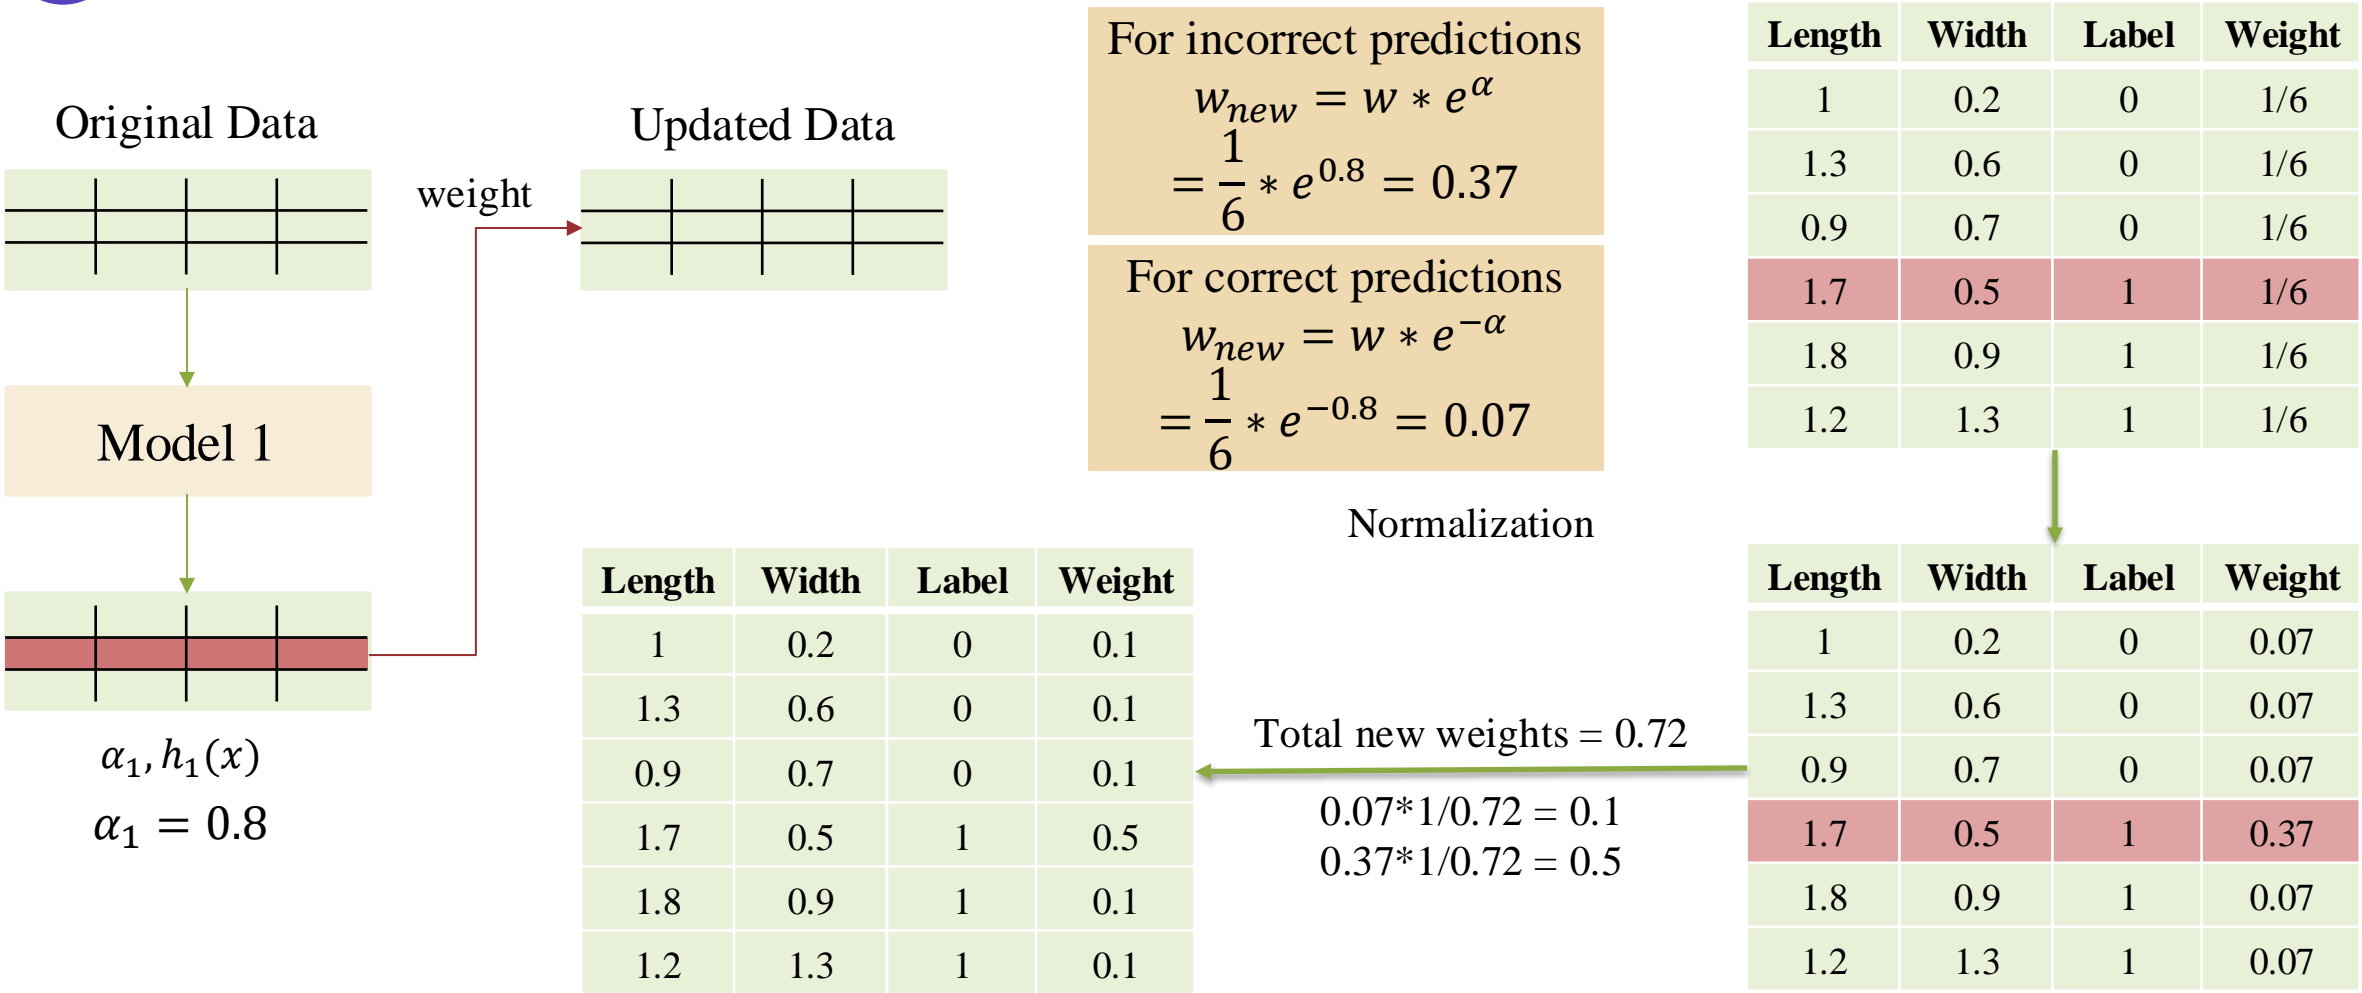 Original Data
weight
Updated Data
Model 1
α₁, h₁(x)
α₁ = 0.8
For incorrect predictions
w_new = w * e^α
= 1/6 * e^0.8 = 0.37
For correct predictions
w_new = w * e^−α
= 1/6 * e^−0.8 = 0.07
Length Width Label Weight
1 0.2 0 1/6
1.3 0.6 0 1/6
0.9 0.7 0 1/6
1.7 0.5 1 1/6
1.8 0.9 1 1/6
1.2 1.3 1 1/6
Length Width Label Weight
1 0.2 0 0.07
1.3 0.6 0 0.07
0.9 0.7 0 0.07
1.7 0.5 1 0.37
1.8 0.9 1 0.07
1.2 1.3 1 0.07
Normalization
Total new weights = 0.72
0.07*1/0.72 = 0.1
0.37*1/0.72 = 0.5
Length Width Label Weight
1 0.2 0 0.1
1.3 0.6 0 0.1
0.9 0.7 0 0.1
1.7 0.5 1 0.5
1.8 0.9 1 0.1
1.2 1.3 1 0.1